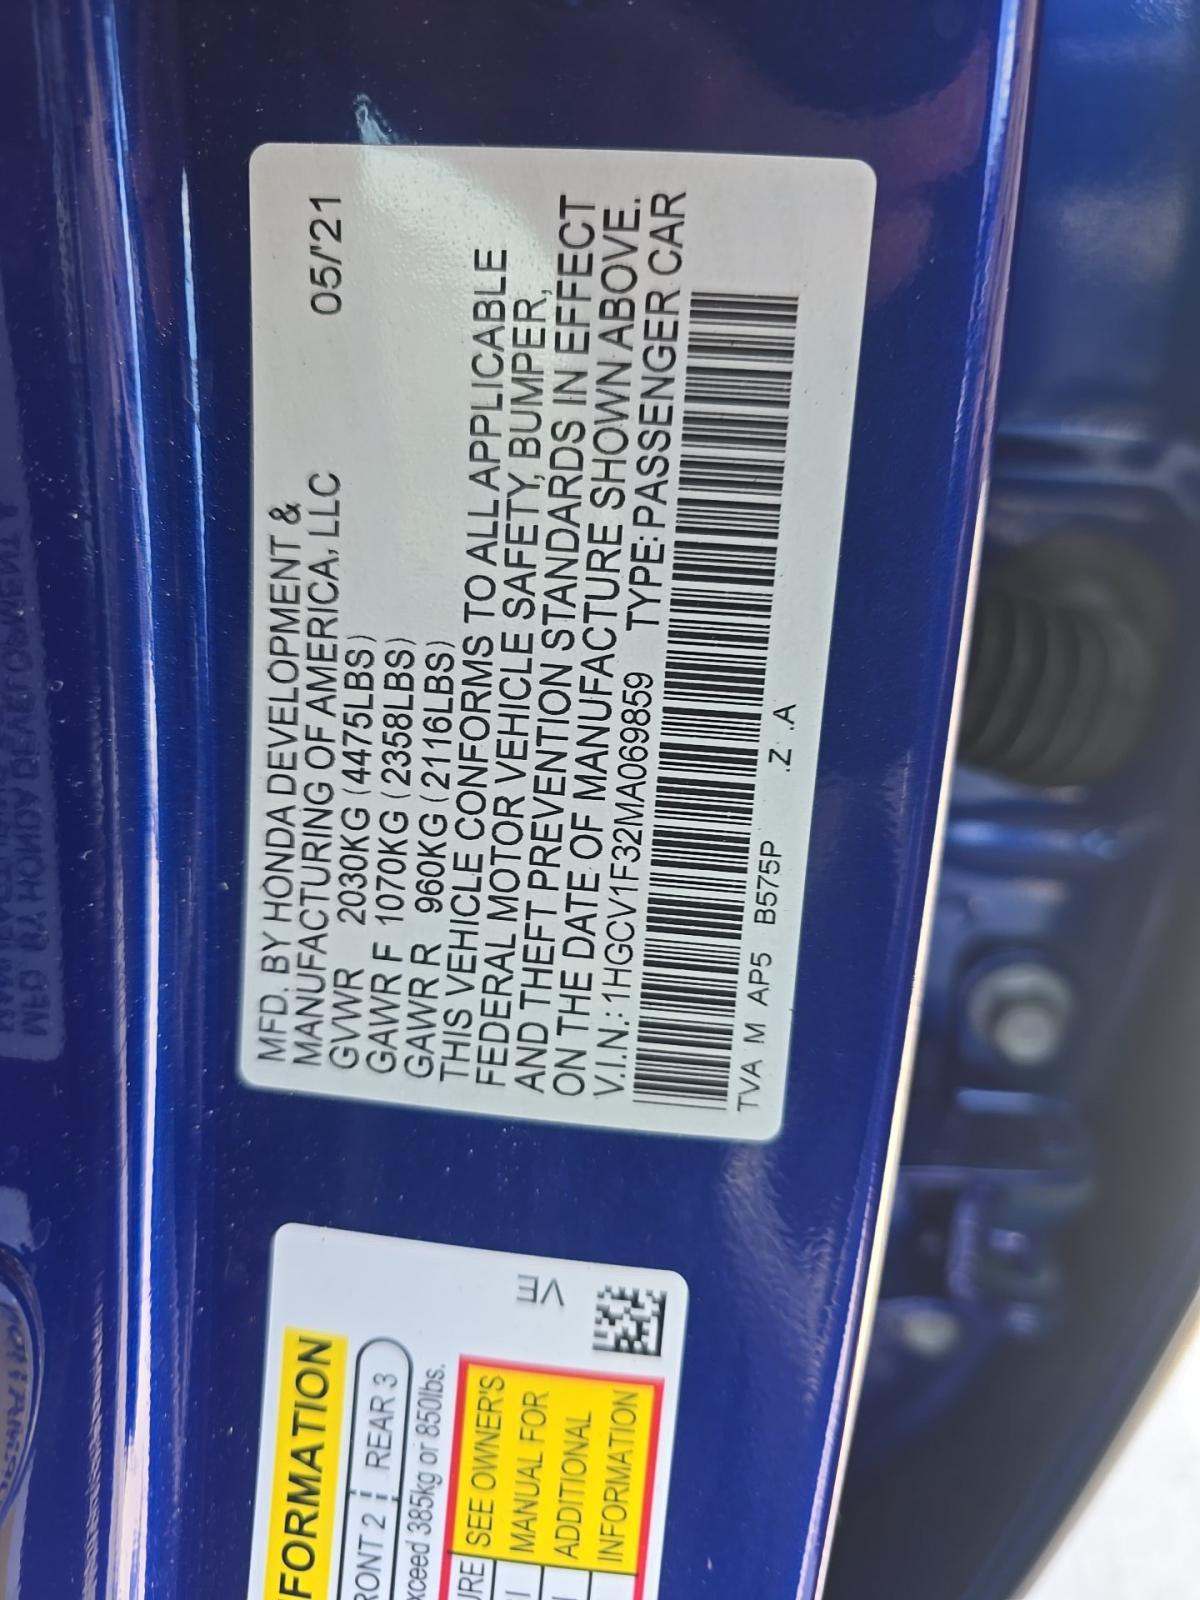 MFD. BY HONDA DEVELOPMENT &
MANUFACTURING OF AMERICA, LLC 05/'21
GVWR 2030KG (4475LBS)
GAWR F 1070KG (2358LBS)
GAWR R 960KG (2116LBS)
THIS VEHICLE CONFORMS TO ALL APPLICABLE
FEDERAL MOTOR VEHICLE SAFETY, BUMPER,
AND THEFT PREVENTION STANDARDS IN EFFECT
ON THE DATE OF MANUFACTURE SHOWN ABOVE.
V.I.N.: 1HGCV1F32MA069859 TYPE: PASSENGER CAR
TVA M AP5 B575P .Z .A
FORMATION
RONT 2 REAR 3
xceed 385kg or 850lbs.
URE SEE OWNER'S
MANUAL FOR
ADDITIONAL
INFORMATION
VE